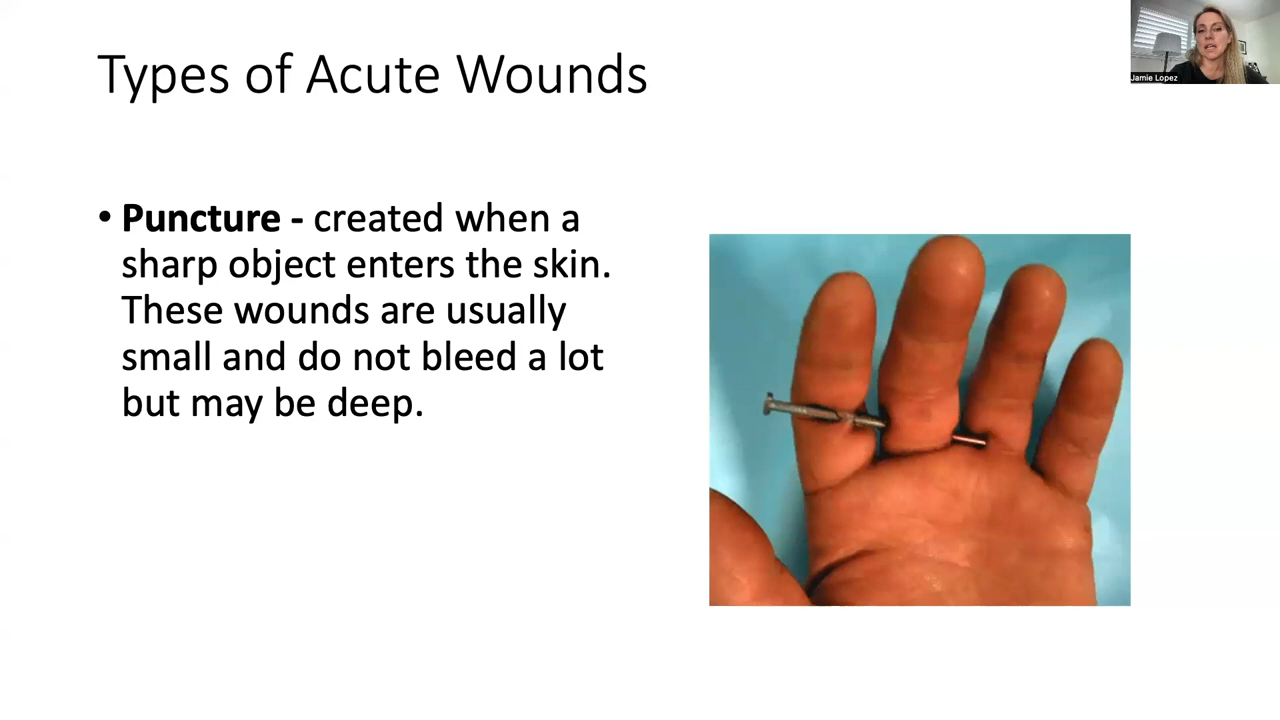 Types of Acute Wounds
Jamie Lopez
• Puncture - created when a
sharp object enters the skin.
These wounds are usually
small and do not bleed a lot
but may be deep.